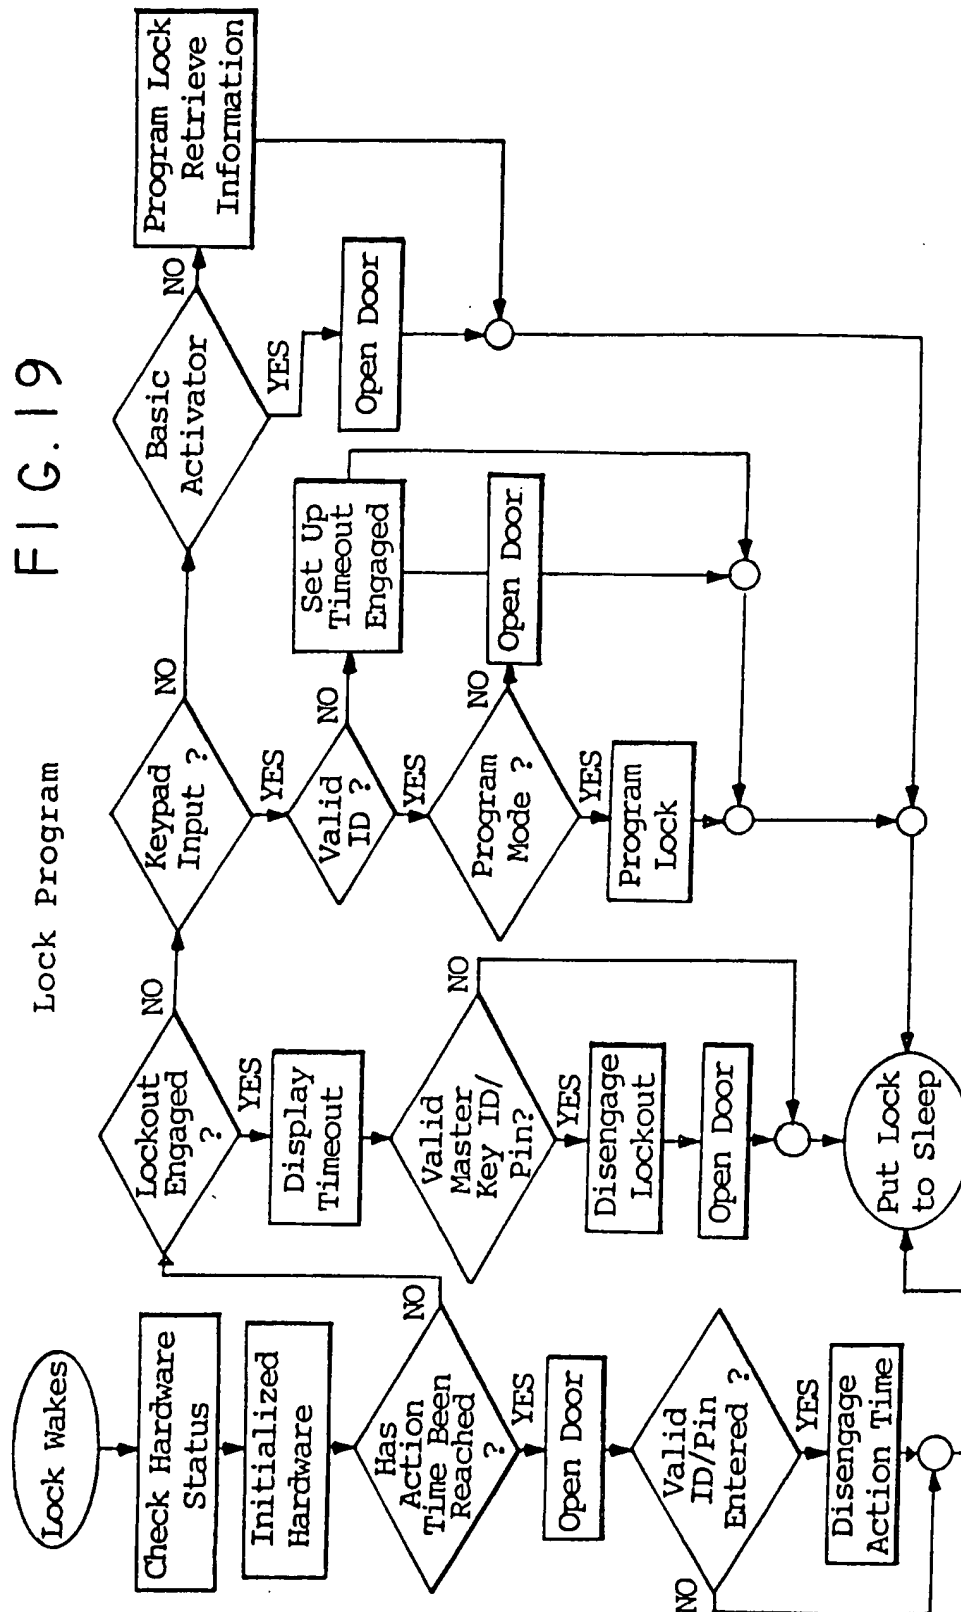 FIG. 19
Lock Program
Lock Wakes
Check Hardware
Status
Initialized
Hardware
Has
Action
Time Been
Reached
?
NO
YES
Open Door
Valid
ID/Pin
Entered ?
NO
YES
Disengage
Action Time
Lockout
Engaged
?
NO
YES
Display
Timeout
Valid
Master
Key ID/
Pin?
NO
YES
Disengage
Lockout
Open Door
Put Lock
to Sleep
Keypad
Input ?
NO
YES
Valid
ID ?
NO
YES
Set Up
Timeout
Engaged
Program
Mode ?
NO
YES
Open Door
Program
Lock
Basic
Activator
NO
YES
Open Door
Program Lock
Retrieve
Information